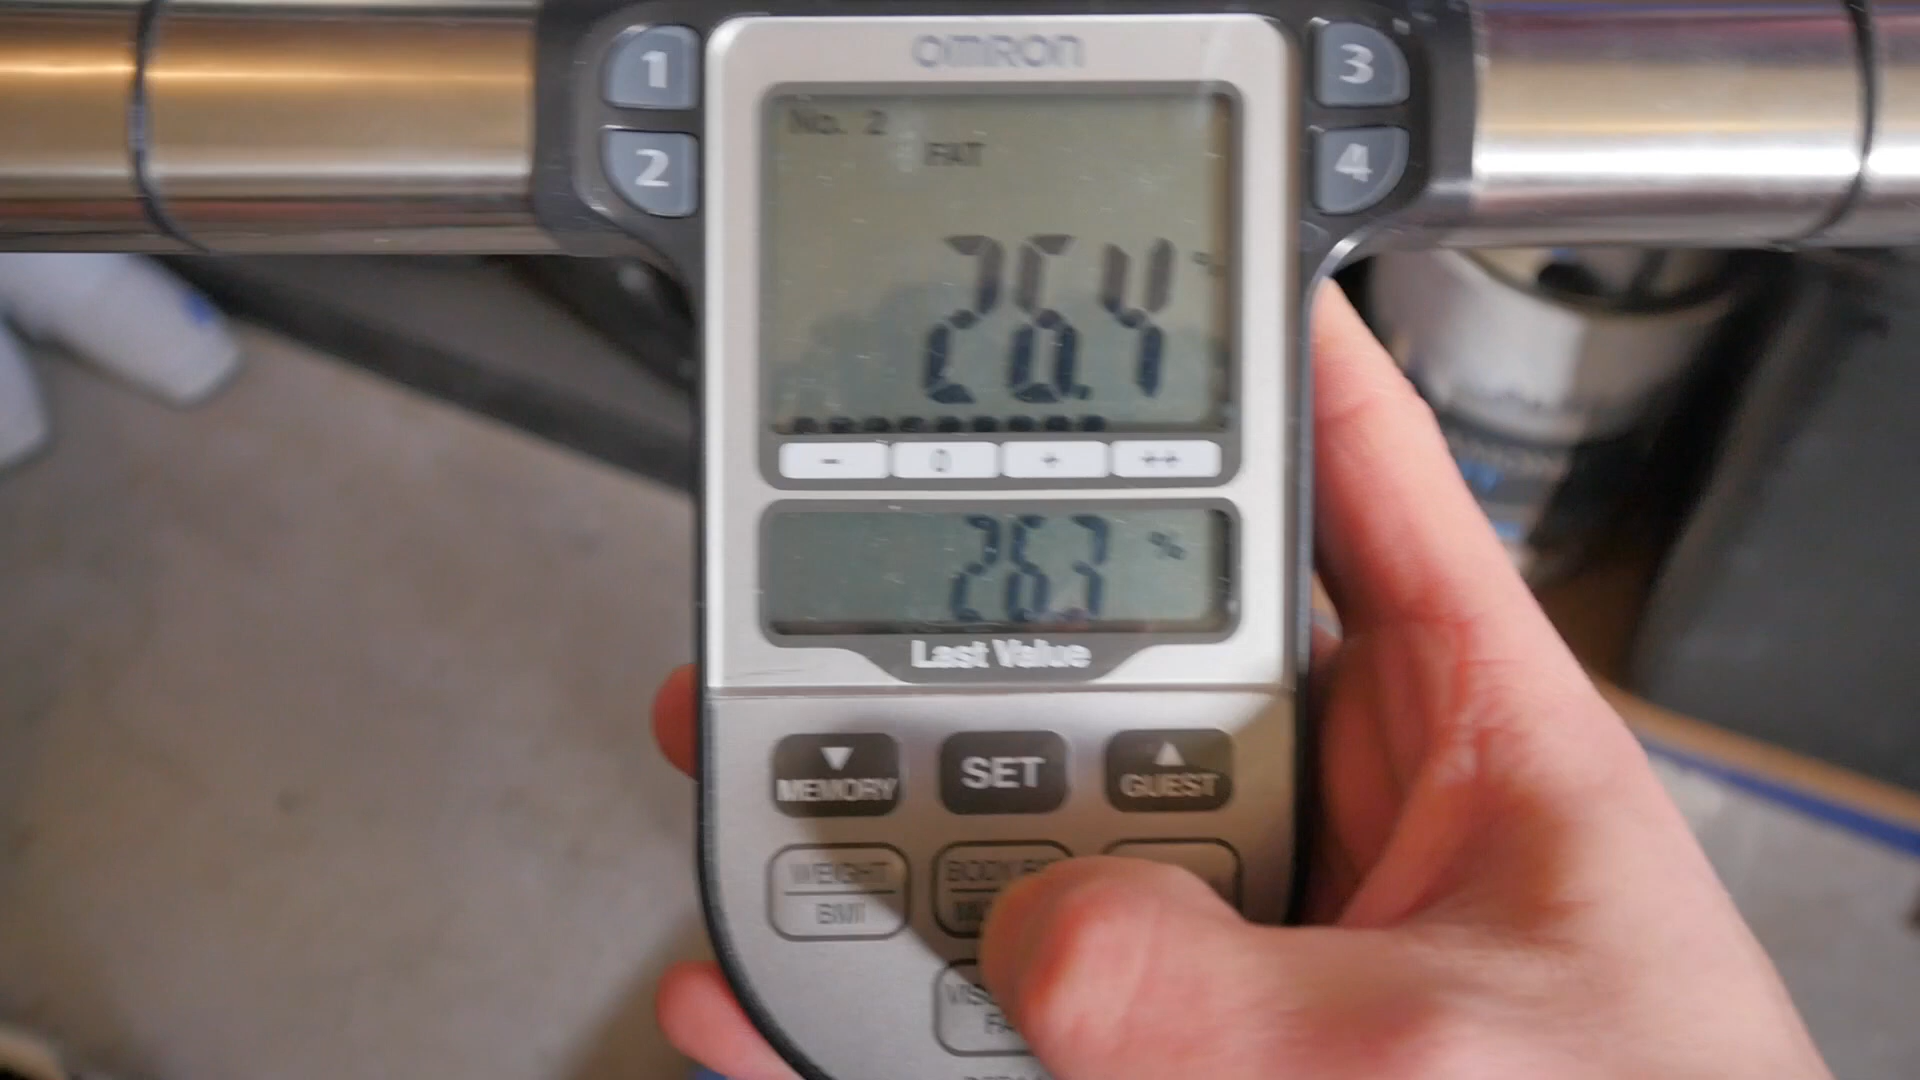 OMRON
1
3
No. 2
2
4
FAT
26.4 %
- 0 + ++
26.3 %
Last Value
▼ ▲
MEMORY SET GUEST
WEIGHT
BMI